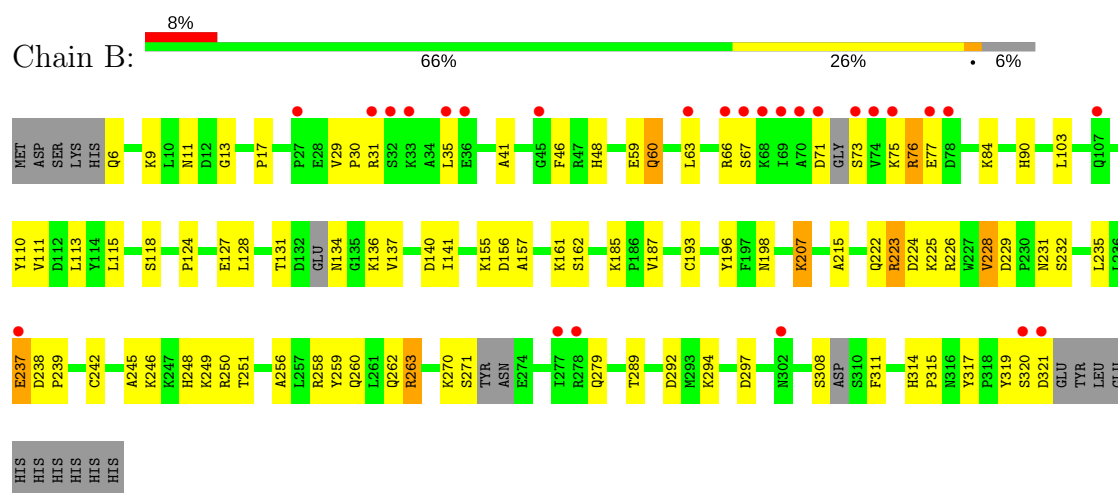 8%
Chain B:
66% 26% • 6%
MET ASP SER LYS HIS Q6 K9 L10 N11 D12 G13 P17 P27 E28 V29 P30 R31 S32 K33 A34 L35 E36 A41 G45 F46 R47 H48 E59 Q60 L63 R66 S67 K68 I69 A70 D71 GLY S73 V74 K75 R76 E77 D78 K84 H90 L103 Q107
Y110 V111 D112 L113 Y114 L115 S118 P124 E127 L128 T131 D132 GLU N134 G135 K136 V137 D140 I141 K155 D156 A157 K161 S162 K185 P186 V187 C193 Y196 F197 N198 K207 A215 Q222 R223 D224 K225 R226 W227 V228 D229 P230 N231 S232 L235 L236
E237 D238 P239 C242 A245 K246 K247 H248 K249 R250 T251 A256 L257 R258 Y259 Q260 L261 Q262 R263 K270 S271 TYR ASN E274 I277 R278 Q279 T289 D292 M293 K294 D297 N302 S308 ASP S310 F311 H314 P315 N316 Y317 P318 Y319 S320 D321 GLU TYR LEU GLU
HIS HIS HIS HIS HIS HIS